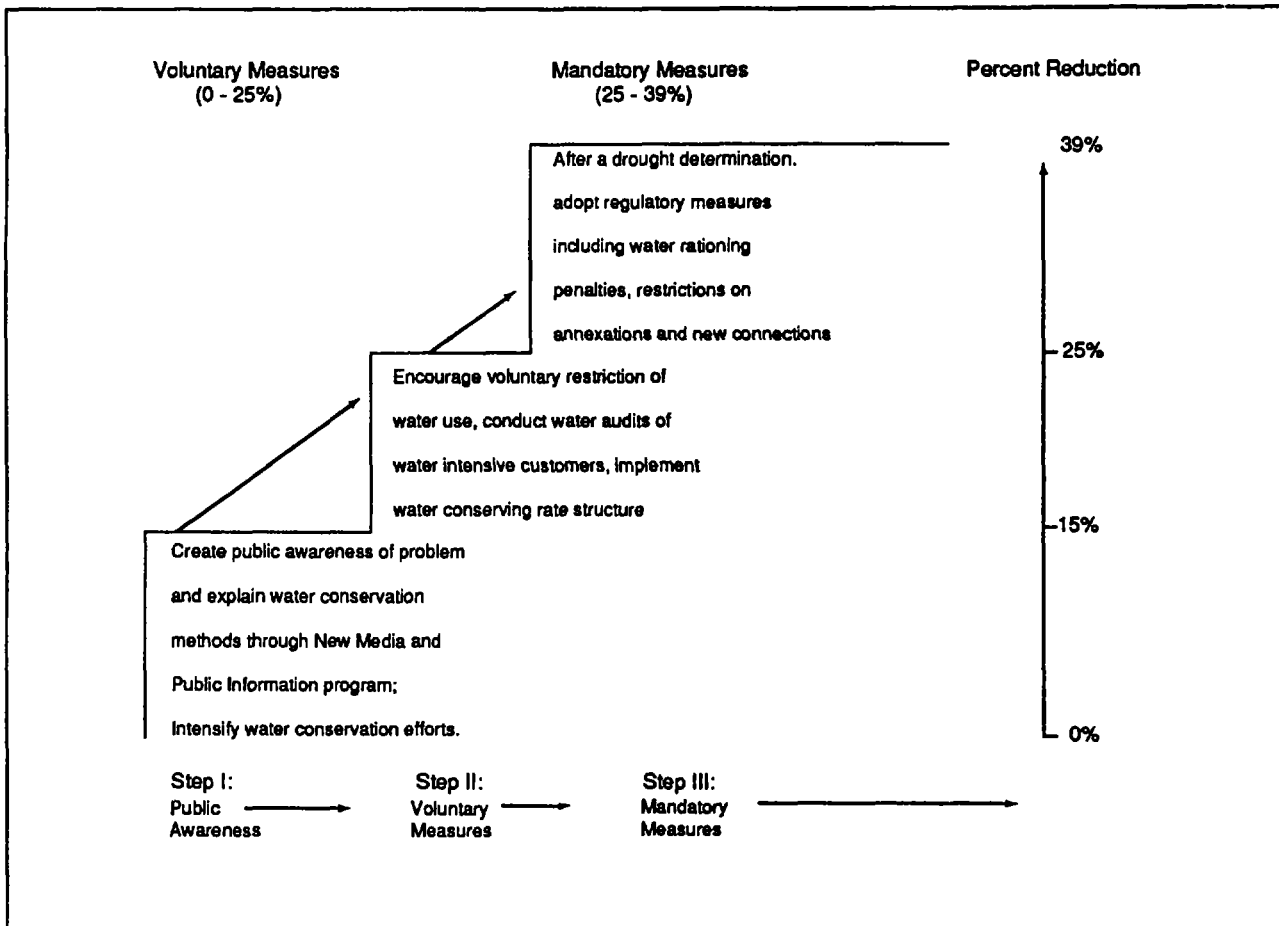 Voluntary Measures
(0 - 25%)
Mandatory Measures
(25 - 39%)
Percent Reduction
39%
After a drought determination.
adopt regulatory measures
including water rationing
penalties, restrictions on
annexations and new connections
25%
Encourage voluntary restriction of
water use, conduct water audits of
water intensive customers, implement
water conserving rate structure
15%
Create public awareness of problem
and explain water conservation
methods through New Media and
Public Information program;
Intensify water conservation efforts.
0%
Step I:
Public
Awareness
Step II:
Voluntary
Measures
Step III:
Mandatory
Measures